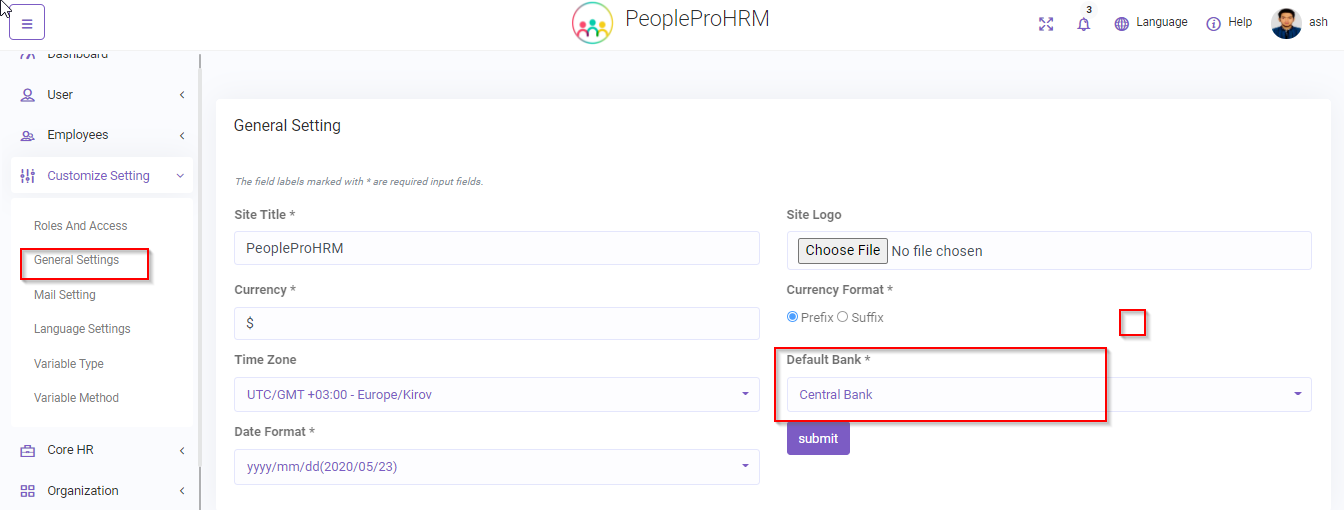 PeopleProHRM
3
Language
Help
ash
Dashboard
User
Employees
Customize Setting
Roles And Access
General Settings
Mail Setting
Language Settings
Variable Type
Variable Method
Core HR
Organization
General Setting
The field labels marked with * are required input fields.
Site Title *
PeopleProHRM
Site Logo
Choose File No file chosen
Currency *
$
Currency Format *
Prefix Suffix
Time Zone
UTC/GMT +03:00 - Europe/Kirov
Default Bank *
Central Bank
submit
Date Format *
yyyy/mm/dd(2020/05/23)